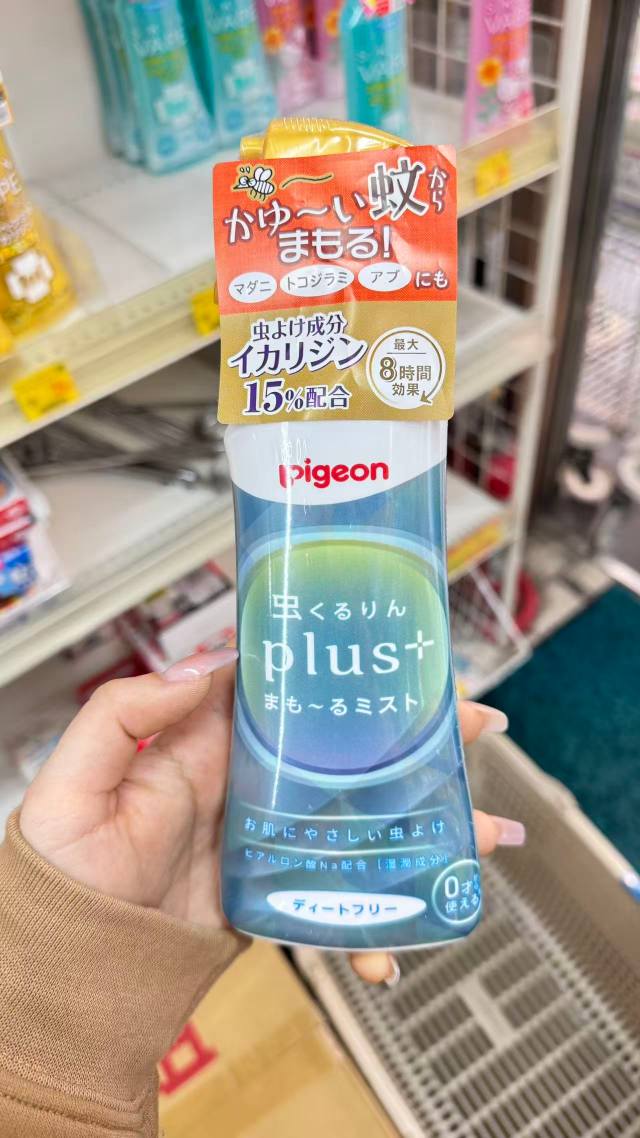 かゆ〜い蚊から
まもる!
マダニ トコジラミ アブ にも
虫よけ成分
イカリジン
15%配合
最大
8時間
効果
pigeon
虫くるりん
plus+
まも〜るミスト
お肌にやさしい虫よけ
ヒアルロン酸Na配合［湿潤成分］
ディートフリー
0才
使える
VAPE
VAPE